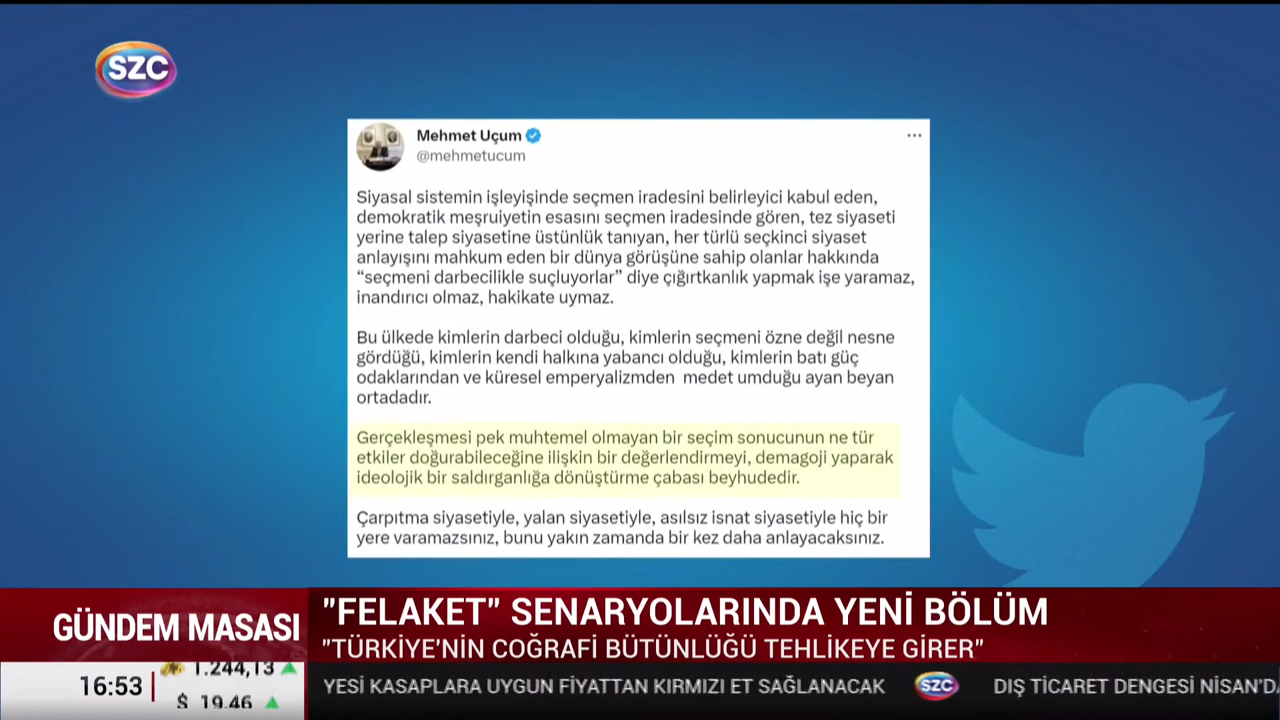 SZC
Mehmet Uçum
@mehmetucum
Siyasal sistemin işleyişinde seçmen iradesini belirleyici kabul eden,
demokratik meşruiyetin esasını seçmen iradesinde gören, tez siyaseti
yerine talep siyasetine üstünlük tanıyan, her türlü seçkinci siyaset
anlayışını mahkum eden bir dünya görüşüne sahip olanlar hakkında
“seçmeni darbecilikle suçluyorlar” diye çığırtkanlık yapmak işe yaramaz,
inandırıcı olmaz, hakikate uymaz.
Bu ülkede kimlerin darbeci olduğu, kimlerin seçmeni özne değil nesne
gördüğü, kimlerin kendi halkına yabancı olduğu, kimlerin batı güç
odaklarından ve küresel emperyalizmden medet umduğu ayan beyan
ortadadır.
Gerçekleşmesi pek muhtemel olmayan bir seçim sonucunun ne tür
etkiler doğurabileceğine ilişkin bir değerlendirmeyi, demagoji yaparak
ideolojik bir saldırganlığa dönüştürme çabası beyhudedir.
Çarpıtma siyasetiyle, yalan siyasetiyle, asılsız isnat siyasetiyle hiç bir
yere varamazsınız, bunu yakın zamanda bir kez daha anlayacaksınız.
GÜNDEM MASASI
"FELAKET" SENARYOLARINDA YENİ BÖLÜM
"TÜRKİYE'NİN COĞRAFİ BÜTÜNLÜĞÜ TEHLİKEYE GİRER"
1.244,13
16:53
$ 19.46
YESİ KASAPLARA UYGUN FİYATTAN KIRMIZI ET SAĞLANACAK SZC DIŞ TİCARET DENGESİ NİSAN'DA